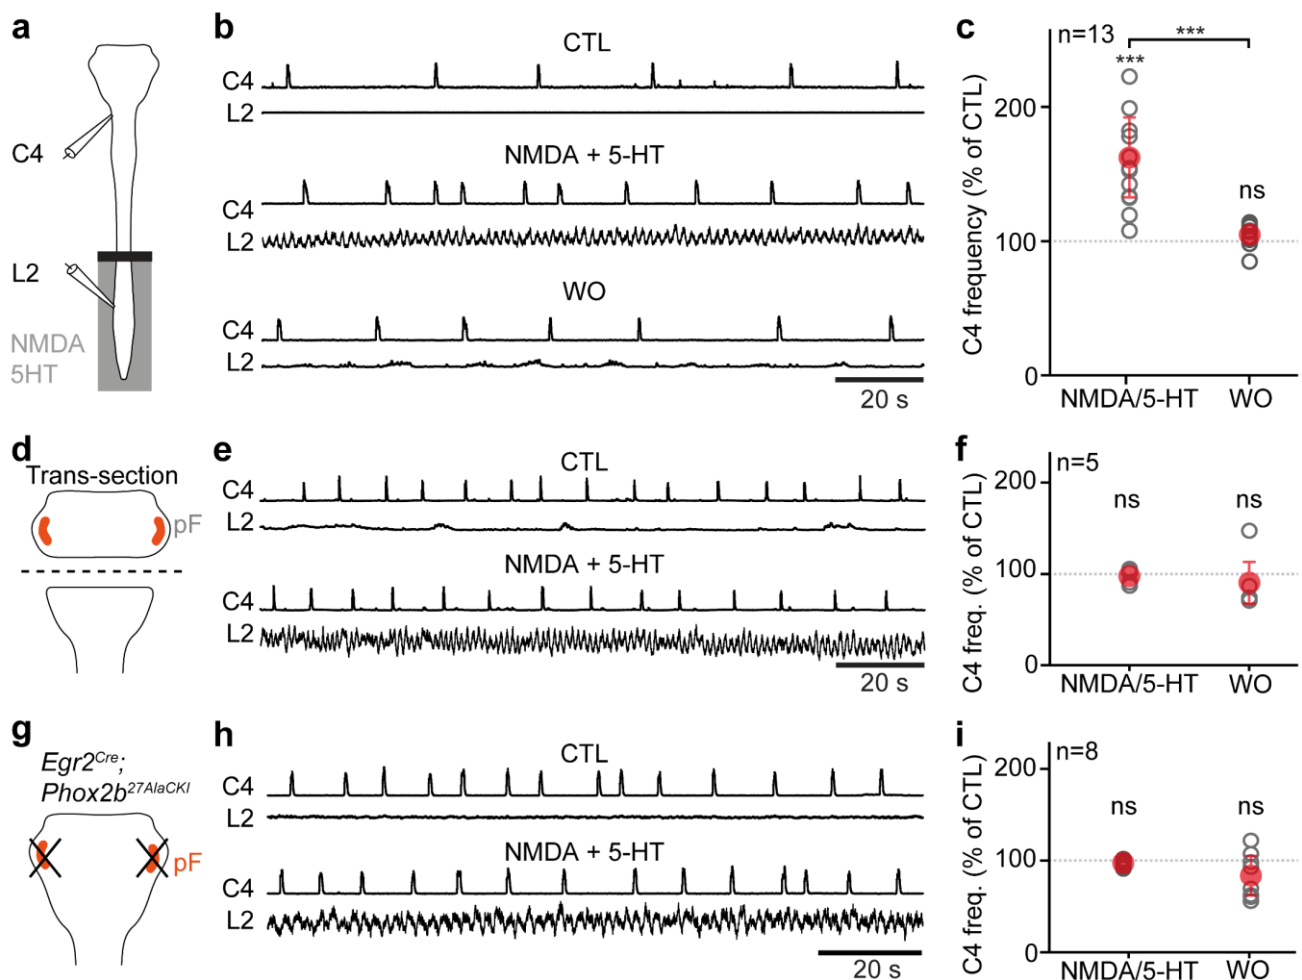 a
C4
L2
NMDA
5HT
b
CTL
C4
L2
NMDA + 5-HT
C4
L2
WO
C4
L2
20 s
c
n=13
***
***
ns
C4 frequency (% of CTL)
200
100
0
NMDA/5-HT
WO
d
Trans-section
pF
e
CTL
C4
L2
NMDA + 5-HT
C4
L2
20 s
f
n=5
ns
ns
C4 freq. (% of CTL)
200
100
0
NMDA/5-HT
WO
g
Egr2Cre;
Phox2b27AlaCKI
pF
h
CTL
C4
L2
NMDA + 5-HT
C4
L2
20 s
i
n=8
ns
ns
C4 freq. (% of CTL)
200
100
0
NMDA/5-HT
WO